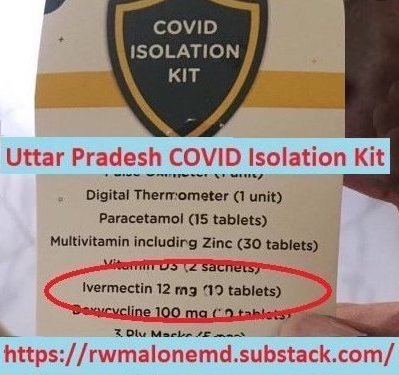 COVID
ISOLATION
KIT
Uttar Pradesh COVID Isolation Kit
Pulse Oximeter (1 unit)
Digital Thermometer (1 unit)
Paracetamol (15 tablets)
Multivitamin including Zinc (30 tablets)
Vitamin D3 (2 sachets)
Ivermectin 12 mg (10 tablets)
Doxycycline 100 mg (10 tablets)
3 Ply Masks (5
https://rwmalonemd.substack.com/